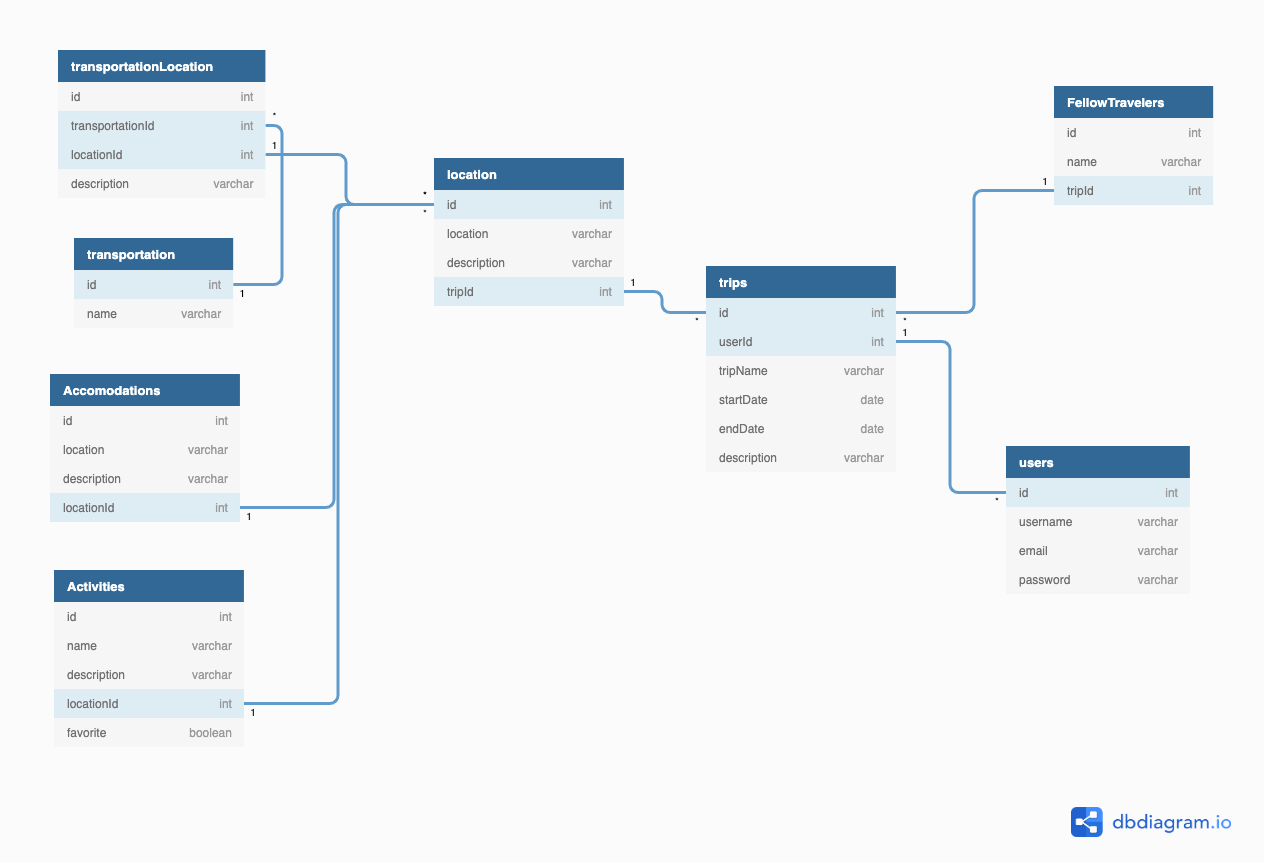 transportationLocation
id int
transportationId int
locationId int
description varchar
*
1
transportation
id int
name varchar
1
Accomodations
id int
location varchar
description varchar
locationId int
1
Activities
id int
name varchar
description varchar
locationId int
favorite boolean
1
location
id int
location varchar
description varchar
tripId int
*
*
1
trips
id int
userId int
tripName varchar
startDate date
endDate date
description varchar
*
*
1
FellowTravelers
id int
name varchar
tripId int
1
users
id int
username varchar
email varchar
password varchar
*
dbdiagram.io